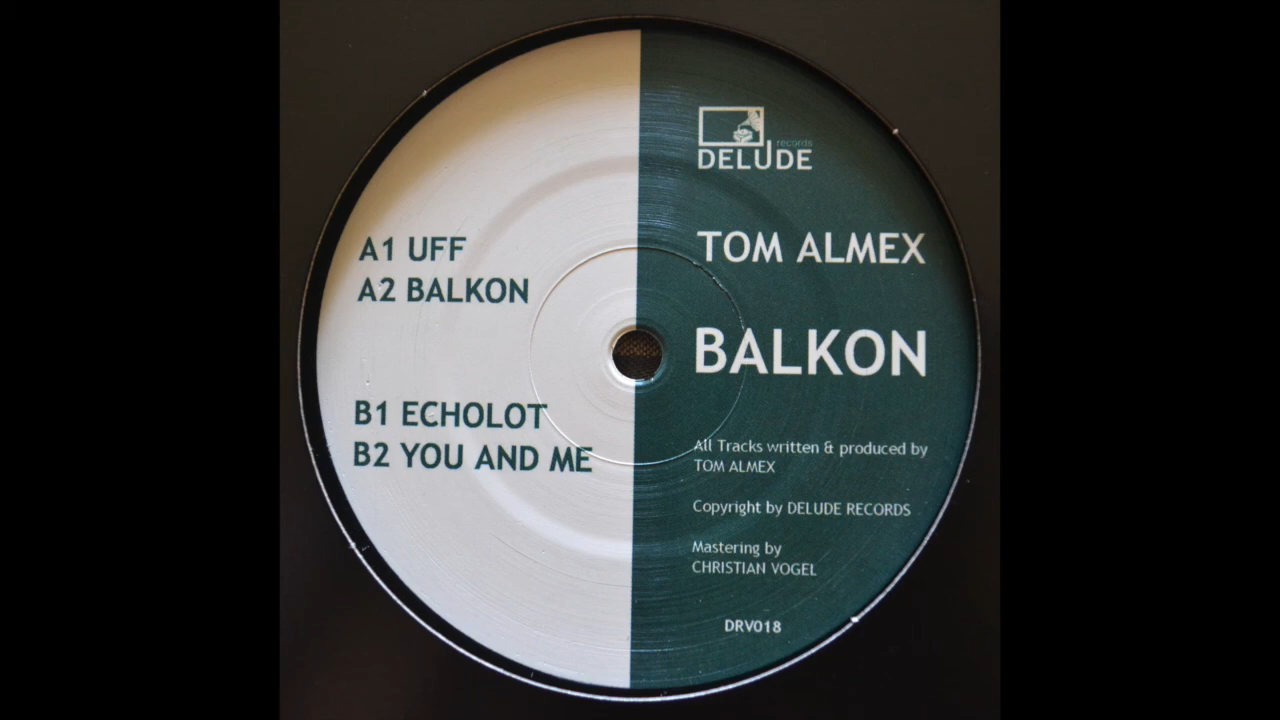 A1 UFF
A2 BALKON
B1 ECHOLOT
B2 YOU AND ME
records
DELUDE
TOM ALMEX
BALKON
All Tracks written & produced by
TOM ALMEX
Copyright by DELUDE RECORDS
Mastering by
CHRISTIAN VOGEL
DRV018